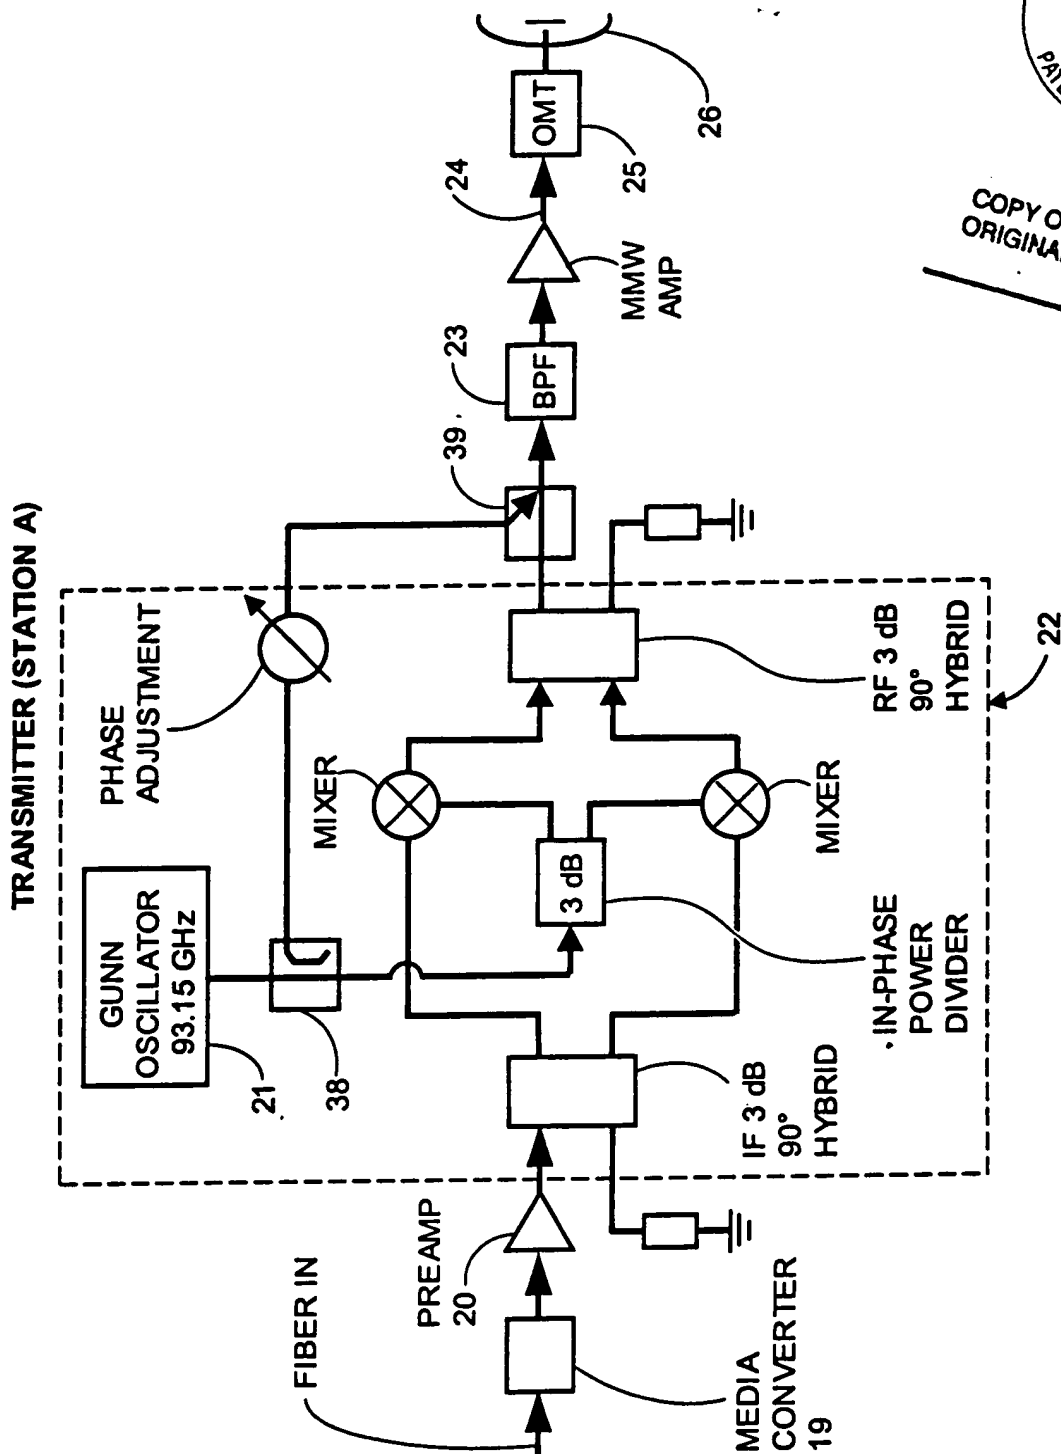 TRANSMITTER (STATION A)
GUNN
OSCILLATOR
93.15 GHz
21
38
PHASE
ADJUSTMENT
MIXER
3 dB
MIXER
IF 3 dB
90°
HYBRID
IN-PHASE
POWER
DIVIDER
RF 3 dB
90°
HYBRID
22
FIBER IN
MEDIA
CONVERTER
19
PREAMP
20
39
BPF
23
MMW
AMP
24
OMT
25
26
COPY O
ORIGINA